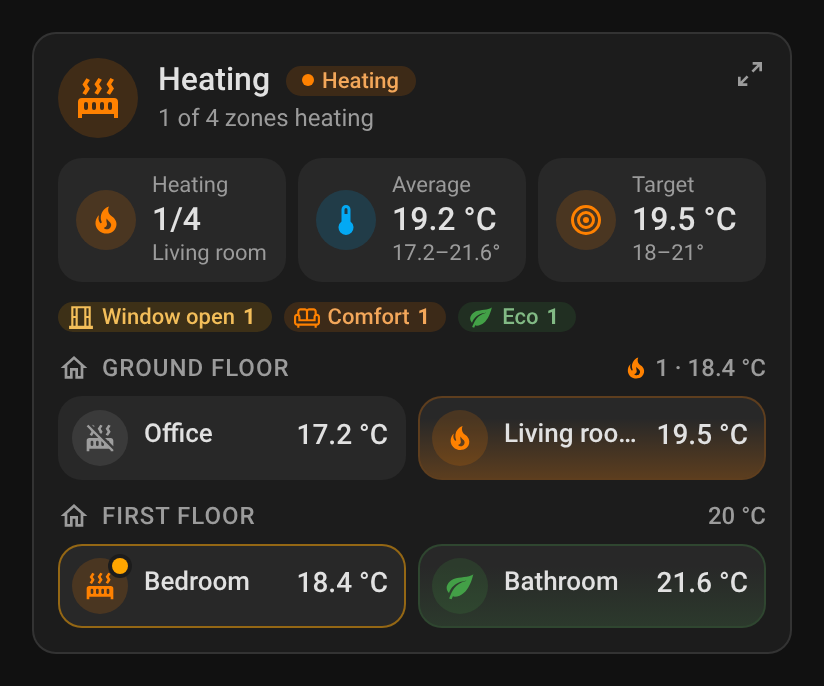 Heating Heating
1 of 4 zones heating
Heating
1/4
Living room
Average
19.2 °C
17.2–21.6°
Target
19.5 °C
18–21°
Window open 1 Comfort 1 Eco 1
GROUND FLOOR 1 · 18.4 °C
Office 17.2 °C
Living roo... 19.5 °C
FIRST FLOOR 20 °C
Bedroom 18.4 °C
Bathroom 21.6 °C